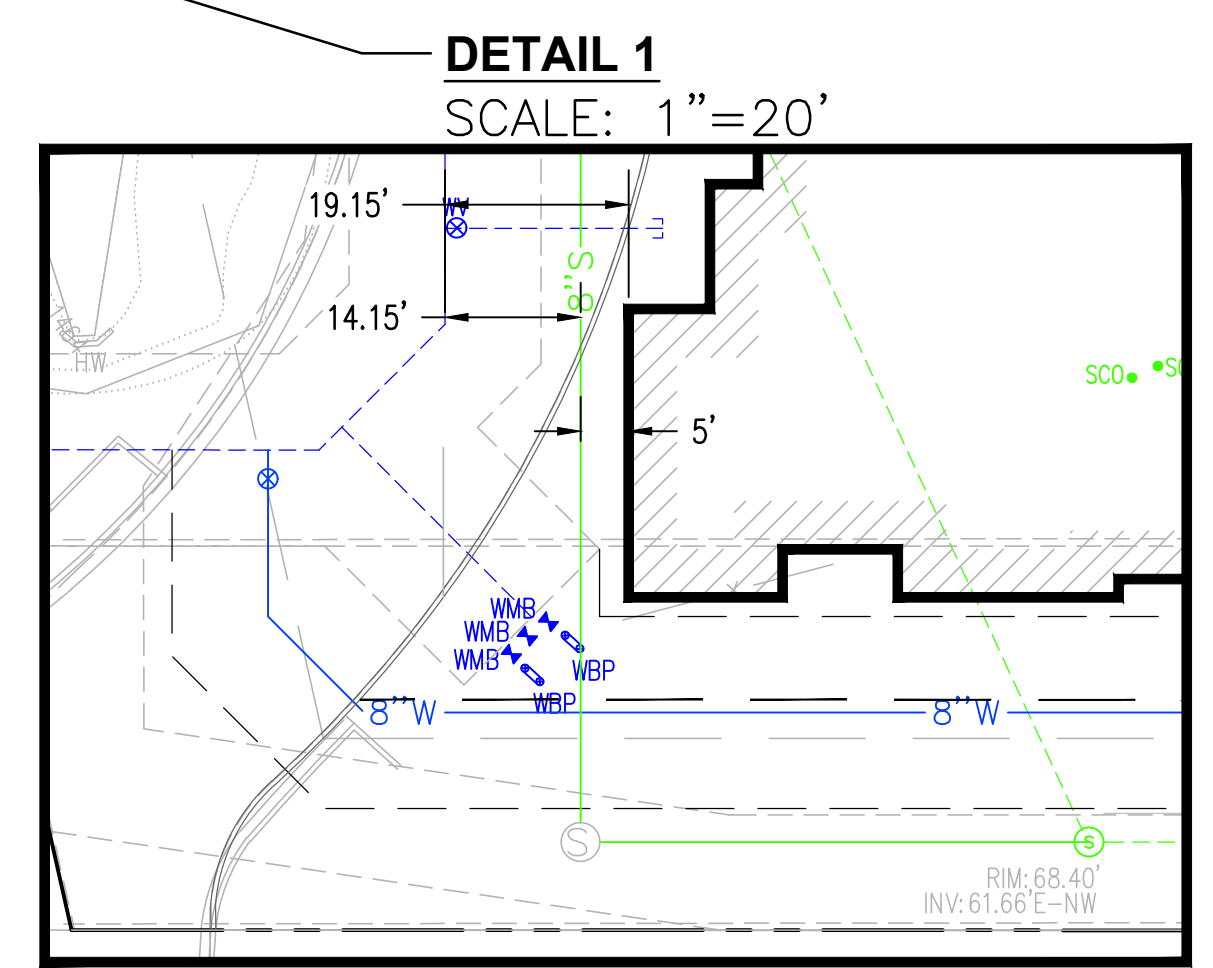 DETAIL 1
SCALE: 1"=20'
19.15'
WV
8"S
14.15'
HW
SCO
5'
WMB
WMB
WMB
WBP
WBP
8"W
8"W
S
S
RIM: 68.40'
INV: 61.66'E-NW